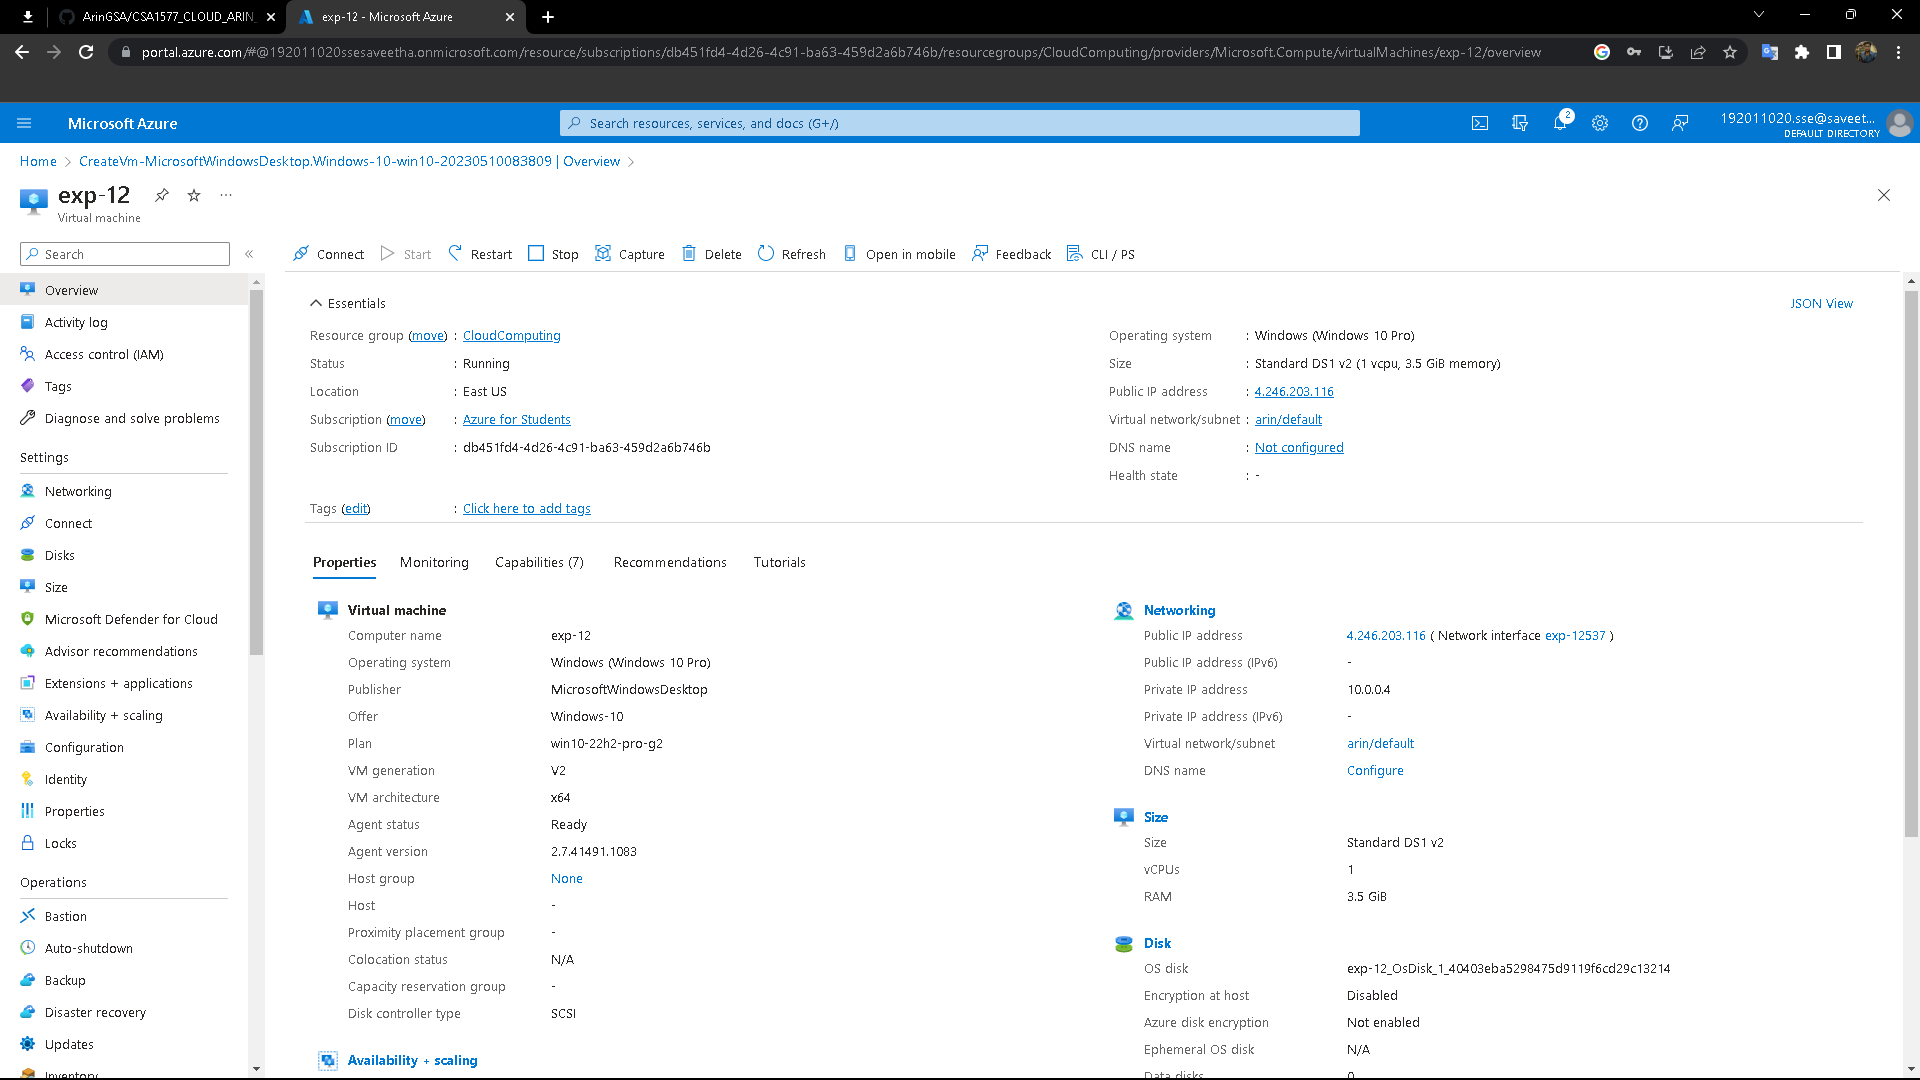 ArinGSA/CSA1577_CLOUD_ARIN_
exp-12 - Microsoft Azure
portal.azure.com/#@192011020ssesaveetha.onmicrosoft.com/resource/subscriptions/db451fd4-4d26-4c91-ba63-459d2a6b746b/resourcegroups/CloudComputing/providers/Microsoft.Compute/virtualMachines/exp-12/overview
Microsoft Azure
Search resources, services, and docs (G+/)
2
192011020.sse@saveet...
DEFAULT DIRECTORY
Home > CreateVm-MicrosoftWindowsDesktop.Windows-10-win10-20230510083809 | Overview >
exp-12
Virtual machine
Search
Connect Start Restart Stop Capture Delete Refresh Open in mobile Feedback CLI / PS
Overview
Activity log
Access control (IAM)
Tags
Diagnose and solve problems
Settings
Networking
Connect
Disks
Size
Microsoft Defender for Cloud
Advisor recommendations
Extensions + applications
Availability + scaling
Configuration
Identity
Properties
Locks
Operations
Bastion
Auto-shutdown
Backup
Disaster recovery
Updates
Inventory
Essentials
JSON View
Resource group (move) : CloudComputing
Status : Running
Location : East US
Subscription (move) : Azure for Students
Subscription ID : db451fd4-4d26-4c91-ba63-459d2a6b746b
Operating system : Windows (Windows 10 Pro)
Size : Standard DS1 v2 (1 vcpu, 3.5 GiB memory)
Public IP address : 4.246.203.116
Virtual network/subnet : arin/default
DNS name : Not configured
Health state : -
Tags (edit) : Click here to add tags
Properties Monitoring Capabilities (7) Recommendations Tutorials
Virtual machine
Computer name exp-12
Operating system Windows (Windows 10 Pro)
Publisher MicrosoftWindowsDesktop
Offer Windows-10
Plan win10-22h2-pro-g2
VM generation V2
VM architecture x64
Agent status Ready
Agent version 2.7.41491.1083
Host group None
Host -
Proximity placement group -
Colocation status N/A
Capacity reservation group -
Disk controller type SCSI
Availability + scaling
Networking
Public IP address 4.246.203.116 ( Network interface exp-12537 )
Public IP address (IPv6) -
Private IP address 10.0.0.4
Private IP address (IPv6) -
Virtual network/subnet arin/default
DNS name Configure
Size
Size Standard DS1 v2
vCPUs 1
RAM 3.5 GiB
Disk
OS disk exp-12_OsDisk_1_40403eba5298475d9119f6cd29c13214
Encryption at host Disabled
Azure disk encryption Not enabled
Ephemeral OS disk N/A
Data disks 0